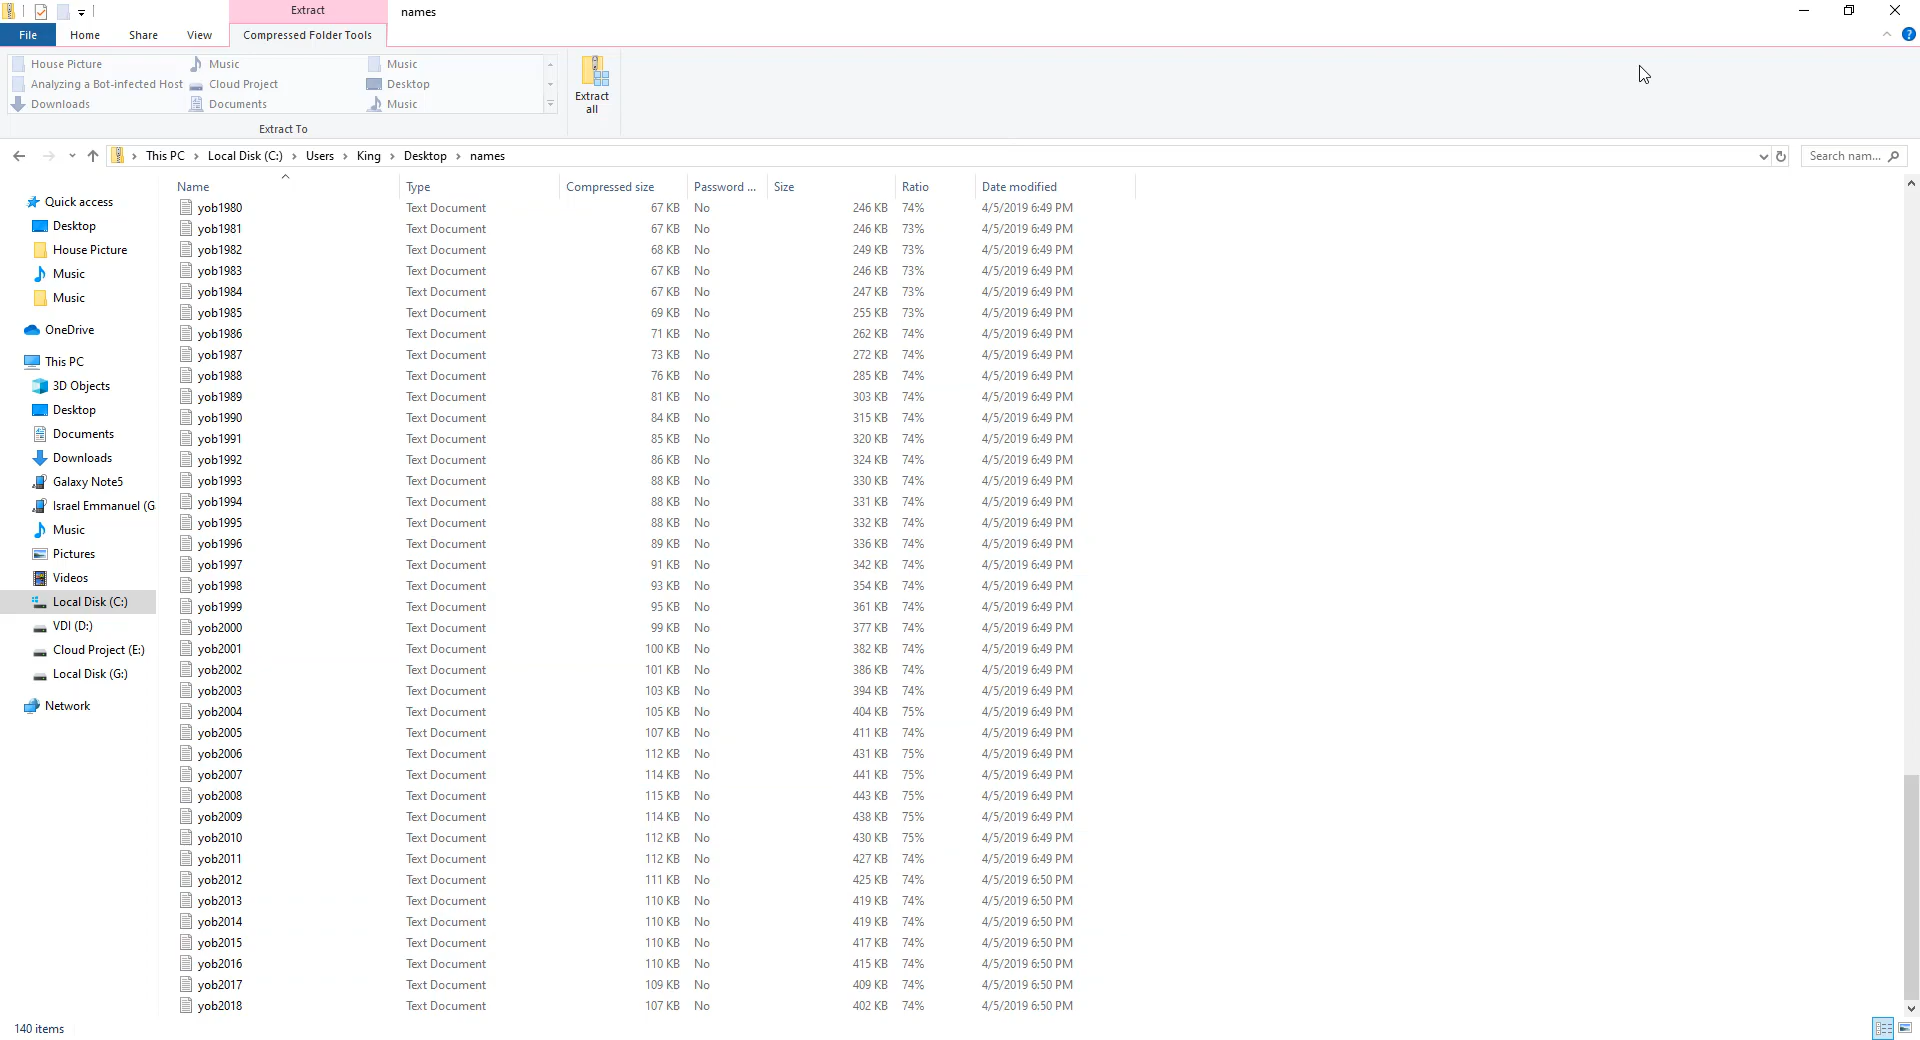 Extract
names
File Home Share View Compressed Folder Tools
House Picture Music Music
Analyzing a Bot-infected Host Cloud Project Desktop
Downloads Documents Music
Extract all
Extract To
This PC Local Disk (C:) Users King Desktop names
Search nam...
Quick access
Desktop
House Picture
Music
Music
OneDrive
This PC
3D Objects
Desktop
Documents
Downloads
Galaxy Note5
Israel Emmanuel (G
Music
Pictures
Videos
Local Disk (C:)
VDI (D:)
Cloud Project (E:)
Local Disk (G:)
Network
Name Type Compressed size Password ... Size Ratio Date modified
yob1980 Text Document 67 KB No 246 KB 74% 4/5/2019 6:49 PM
yob1981 Text Document 67 KB No 246 KB 73% 4/5/2019 6:49 PM
yob1982 Text Document 68 KB No 249 KB 73% 4/5/2019 6:49 PM
yob1983 Text Document 67 KB No 246 KB 73% 4/5/2019 6:49 PM
yob1984 Text Document 67 KB No 247 KB 73% 4/5/2019 6:49 PM
yob1985 Text Document 69 KB No 255 KB 73% 4/5/2019 6:49 PM
yob1986 Text Document 71 KB No 262 KB 74% 4/5/2019 6:49 PM
yob1987 Text Document 73 KB No 272 KB 74% 4/5/2019 6:49 PM
yob1988 Text Document 76 KB No 285 KB 74% 4/5/2019 6:49 PM
yob1989 Text Document 81 KB No 303 KB 74% 4/5/2019 6:49 PM
yob1990 Text Document 84 KB No 315 KB 74% 4/5/2019 6:49 PM
yob1991 Text Document 85 KB No 320 KB 74% 4/5/2019 6:49 PM
yob1992 Text Document 86 KB No 324 KB 74% 4/5/2019 6:49 PM
yob1993 Text Document 88 KB No 330 KB 74% 4/5/2019 6:49 PM
yob1994 Text Document 88 KB No 331 KB 74% 4/5/2019 6:49 PM
yob1995 Text Document 88 KB No 332 KB 74% 4/5/2019 6:49 PM
yob1996 Text Document 89 KB No 336 KB 74% 4/5/2019 6:49 PM
yob1997 Text Document 91 KB No 342 KB 74% 4/5/2019 6:49 PM
yob1998 Text Document 93 KB No 354 KB 74% 4/5/2019 6:49 PM
yob1999 Text Document 95 KB No 361 KB 74% 4/5/2019 6:49 PM
yob2000 Text Document 99 KB No 377 KB 74% 4/5/2019 6:49 PM
yob2001 Text Document 100 KB No 382 KB 74% 4/5/2019 6:49 PM
yob2002 Text Document 101 KB No 386 KB 74% 4/5/2019 6:49 PM
yob2003 Text Document 103 KB No 394 KB 74% 4/5/2019 6:49 PM
yob2004 Text Document 105 KB No 404 KB 75% 4/5/2019 6:49 PM
yob2005 Text Document 107 KB No 411 KB 74% 4/5/2019 6:49 PM
yob2006 Text Document 112 KB No 431 KB 75% 4/5/2019 6:49 PM
yob2007 Text Document 114 KB No 441 KB 75% 4/5/2019 6:49 PM
yob2008 Text Document 115 KB No 443 KB 75% 4/5/2019 6:49 PM
yob2009 Text Document 114 KB No 438 KB 75% 4/5/2019 6:49 PM
yob2010 Text Document 112 KB No 430 KB 75% 4/5/2019 6:49 PM
yob2011 Text Document 112 KB No 427 KB 74% 4/5/2019 6:49 PM
yob2012 Text Document 111 KB No 425 KB 74% 4/5/2019 6:50 PM
yob2013 Text Document 110 KB No 419 KB 74% 4/5/2019 6:50 PM
yob2014 Text Document 110 KB No 419 KB 74% 4/5/2019 6:50 PM
yob2015 Text Document 110 KB No 417 KB 74% 4/5/2019 6:50 PM
yob2016 Text Document 110 KB No 415 KB 74% 4/5/2019 6:50 PM
yob2017 Text Document 109 KB No 409 KB 74% 4/5/2019 6:50 PM
yob2018 Text Document 107 KB No 402 KB 74% 4/5/2019 6:50 PM
140 items